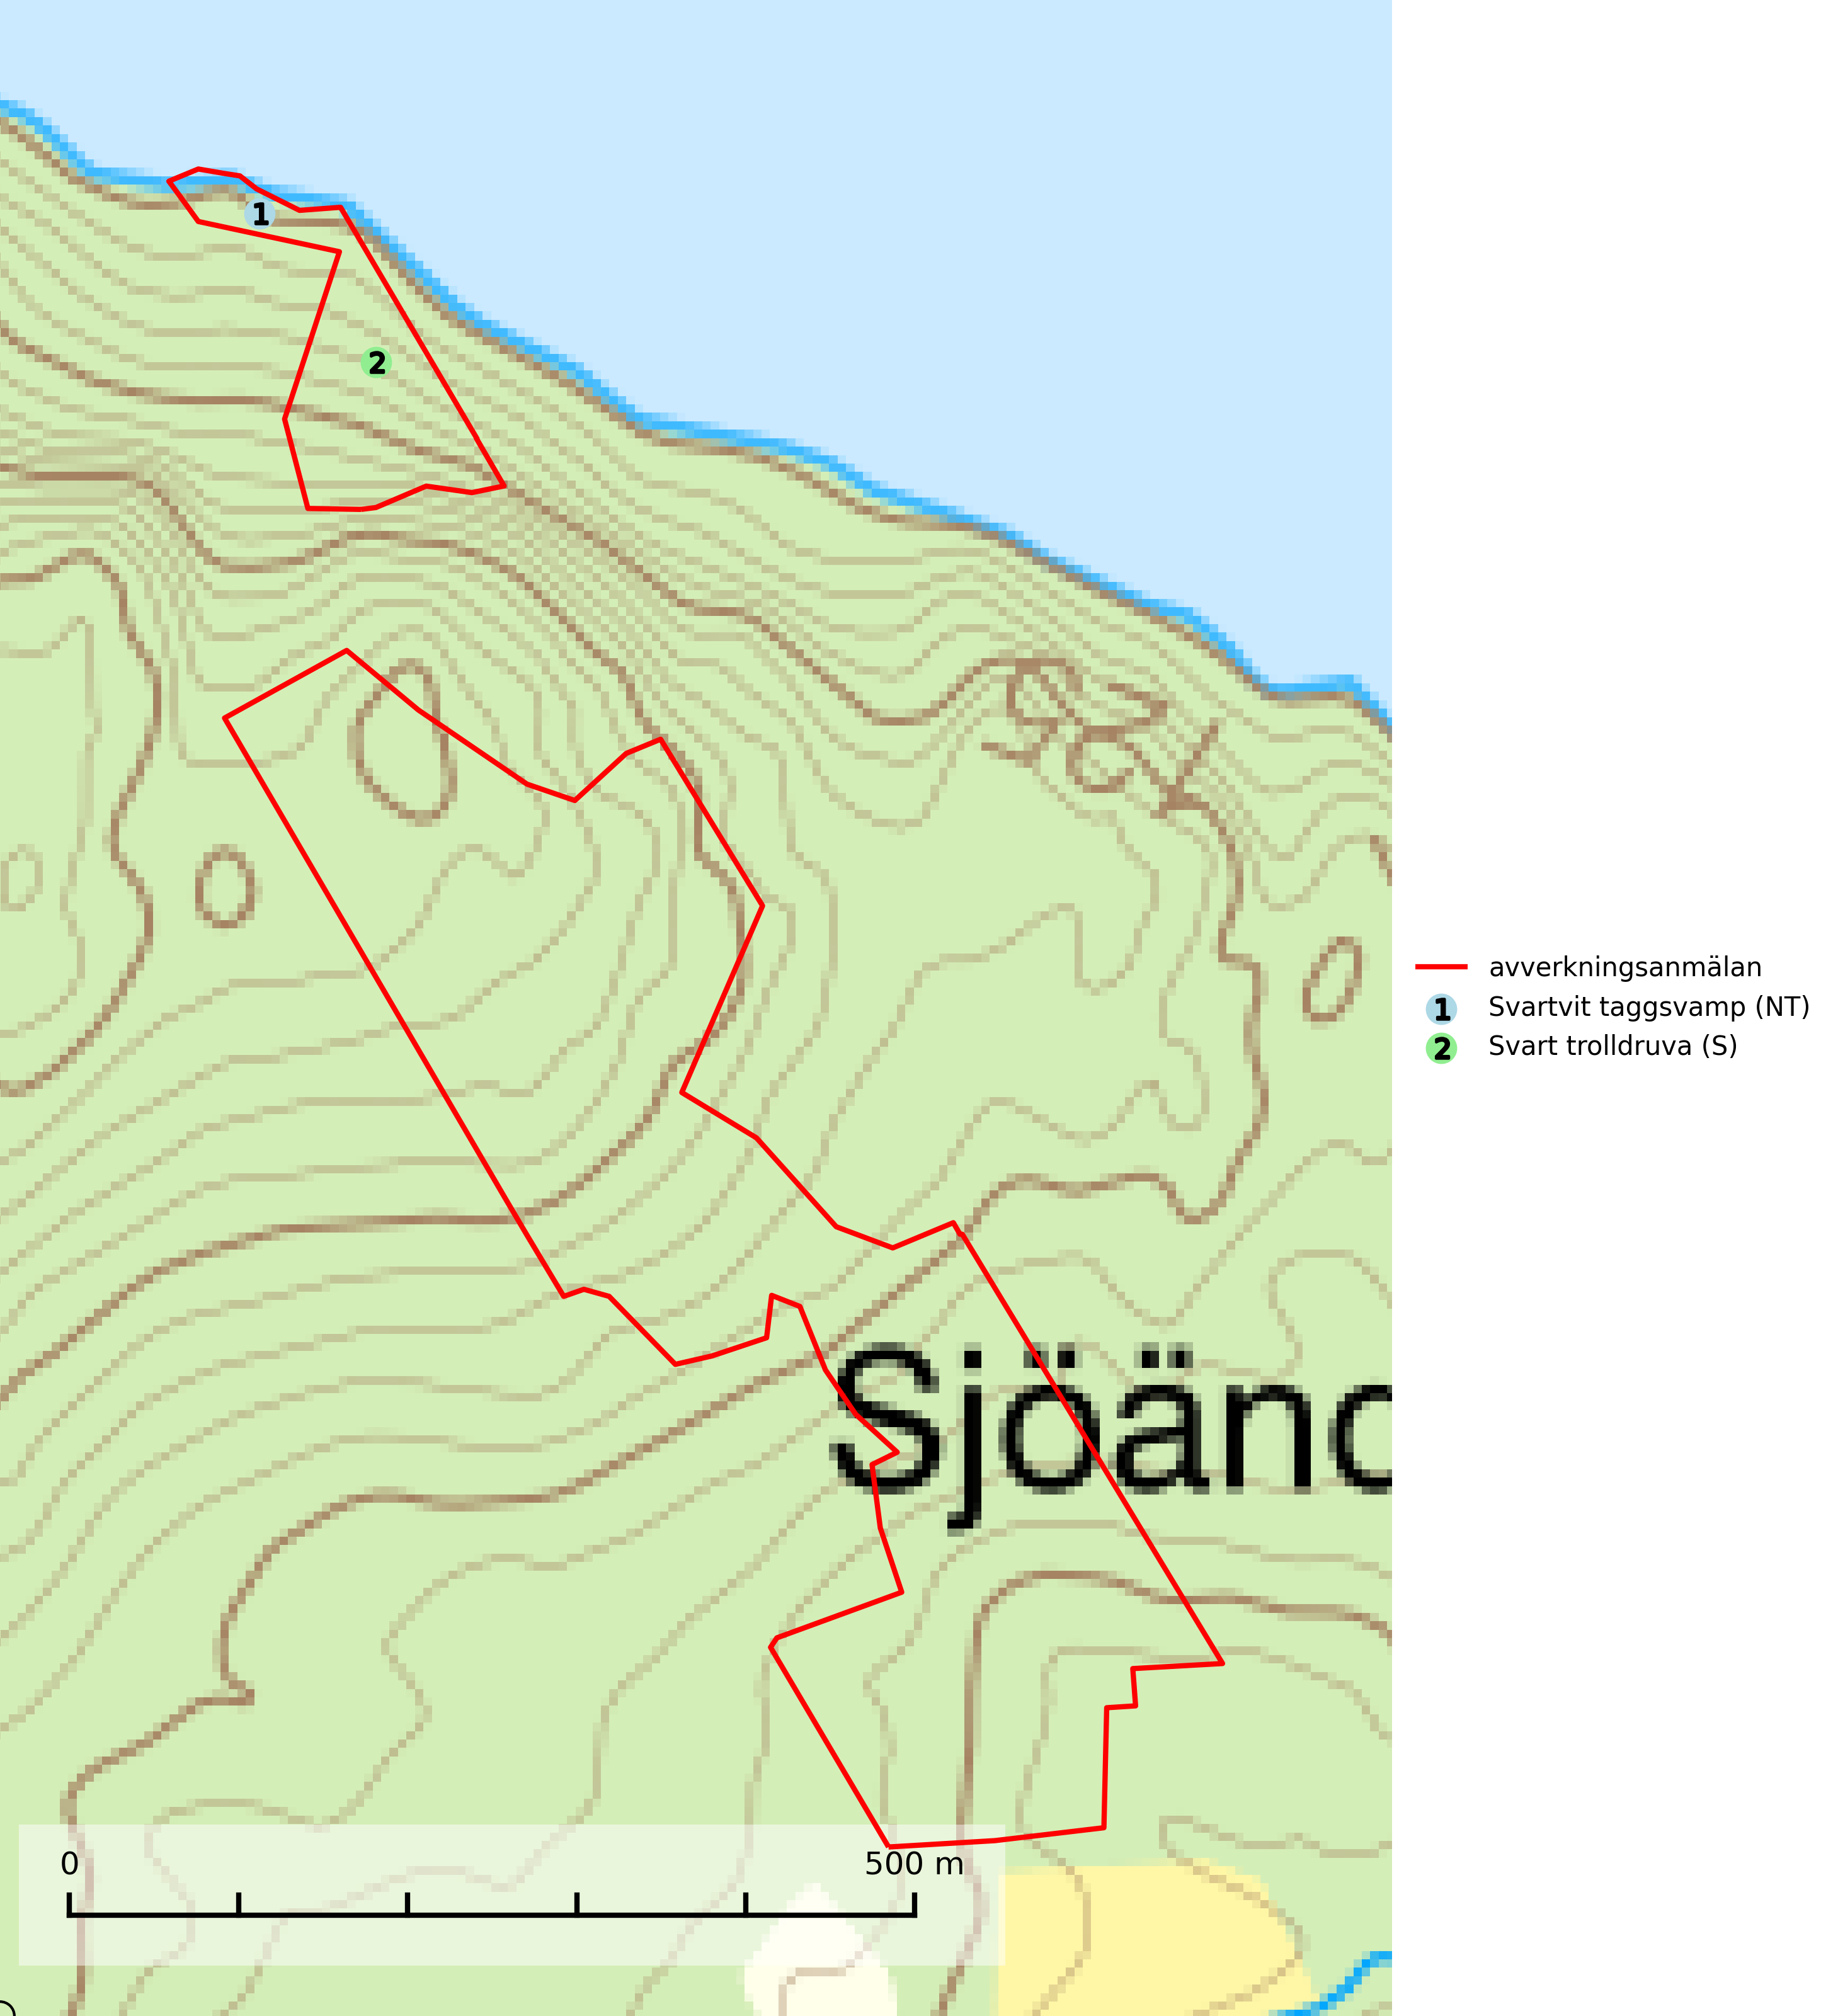 1
2
avverkningsanmälan
1 Svartvit taggsvamp (NT)
2 Svart trolldruva (S)
Sjöänd
0 500 m